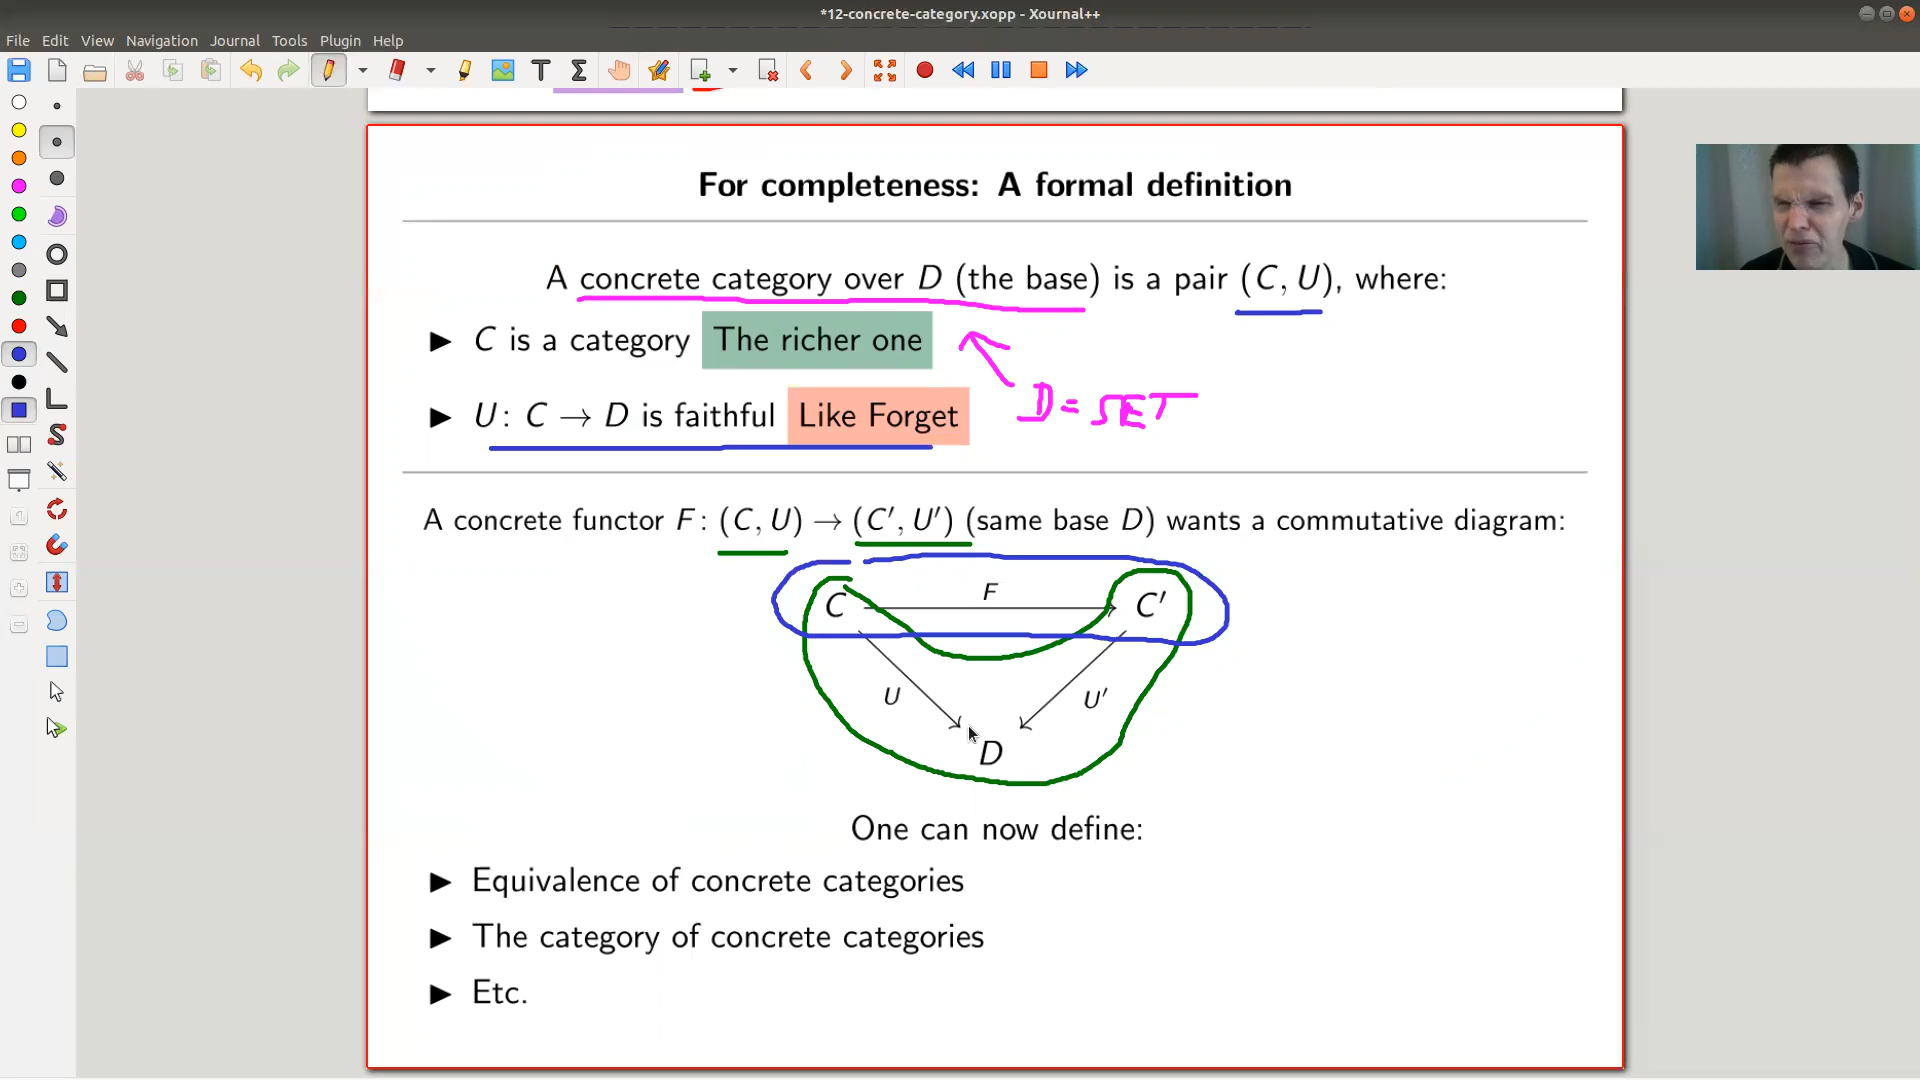 *12-concrete-category.xopp - Xournal++
File Edit View Navigation Journal Tools Plugin Help
For completeness: A formal definition
A concrete category over D (the base) is a pair (C, U), where:
▶ C is a category The richer one
▶ U: C → D is faithful Like Forget
D = SET
A concrete functor F: (C, U) → (C′, U′) (same base D) wants a commutative diagram:
C F C′
U U′
D
One can now define:
▶ Equivalence of concrete categories
▶ The category of concrete categories
▶ Etc.